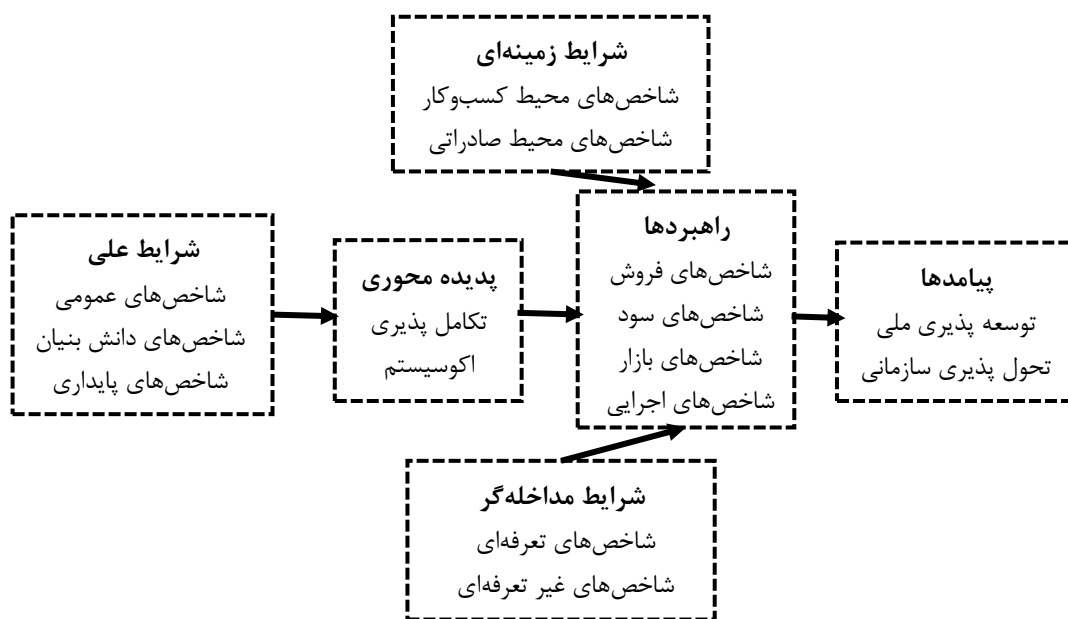 شرایط زمینه‌ای
شاخص‌های محیط کسب‌وکار
شاخص‌های محیط صادراتی
شرایط علی
شاخص‌های عمومی
شاخص‌های دانش بنیان
شاخص‌های پایداری
پدیده محوری
تکامل پذیری
اکوسیستم
راهبردها
شاخص‌های فروش
شاخص‌های سود
شاخص‌های بازار
شاخص‌های اجرایی
پیامدها
توسعه پذیری ملی
تحول پذیری سازمانی
شرایط مداخله‌گر
شاخص‌های تعرفه‌ای
شاخص‌های غیر تعرفه‌ای